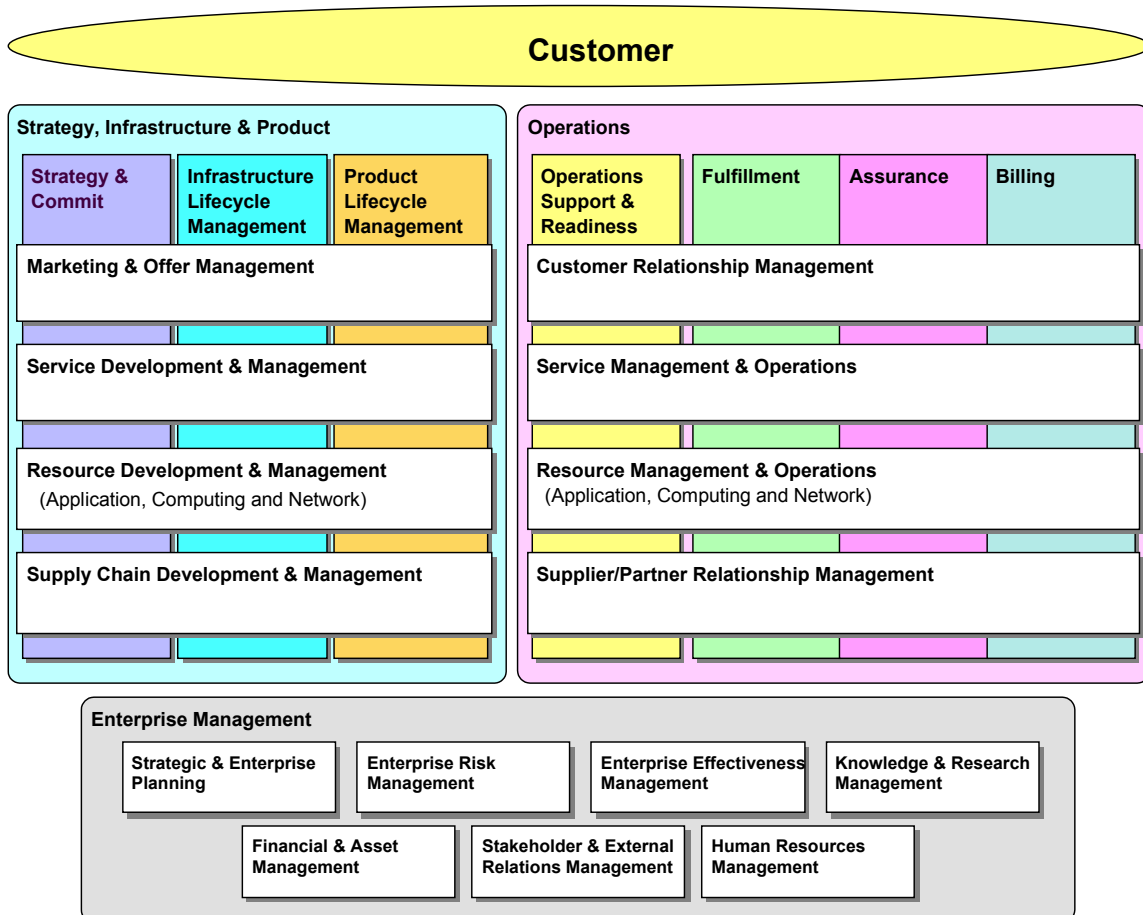 Customer
Strategy, Infrastructure & Product
Strategy &
Commit
Infrastructure
Lifecycle
Management
Product
Lifecycle
Management
Marketing & Offer Management
Service Development & Management
Resource Development & Management
(Application, Computing and Network)
Supply Chain Development & Management
Operations
Operations
Support &
Readiness
Fulfillment
Assurance
Billing
Customer Relationship Management
Service Management & Operations
Resource Management & Operations
(Application, Computing and Network)
Supplier/Partner Relationship Management
Enterprise Management
Strategic & Enterprise
Planning
Enterprise Risk
Management
Enterprise Effectiveness
Management
Knowledge & Research
Management
Financial & Asset
Management
Stakeholder & External
Relations Management
Human Resources
Management